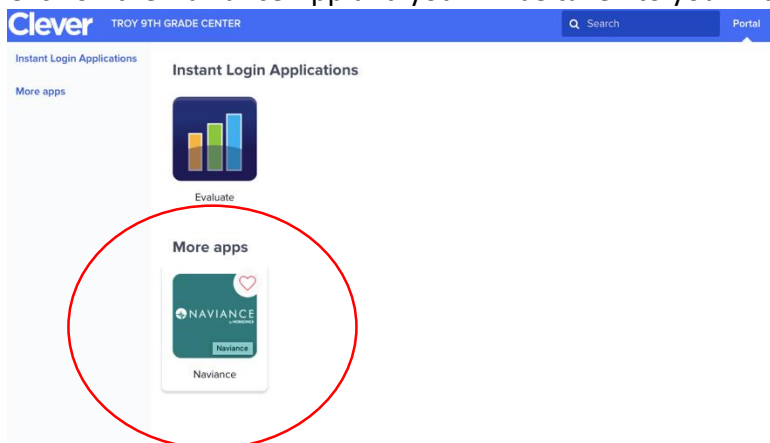 Clever TROY 9TH GRADE CENTER Search Portal
Instant Login Applications
More apps
Instant Login Applications
Evaluate
More apps
NAVIANCE
Naviance
Naviance